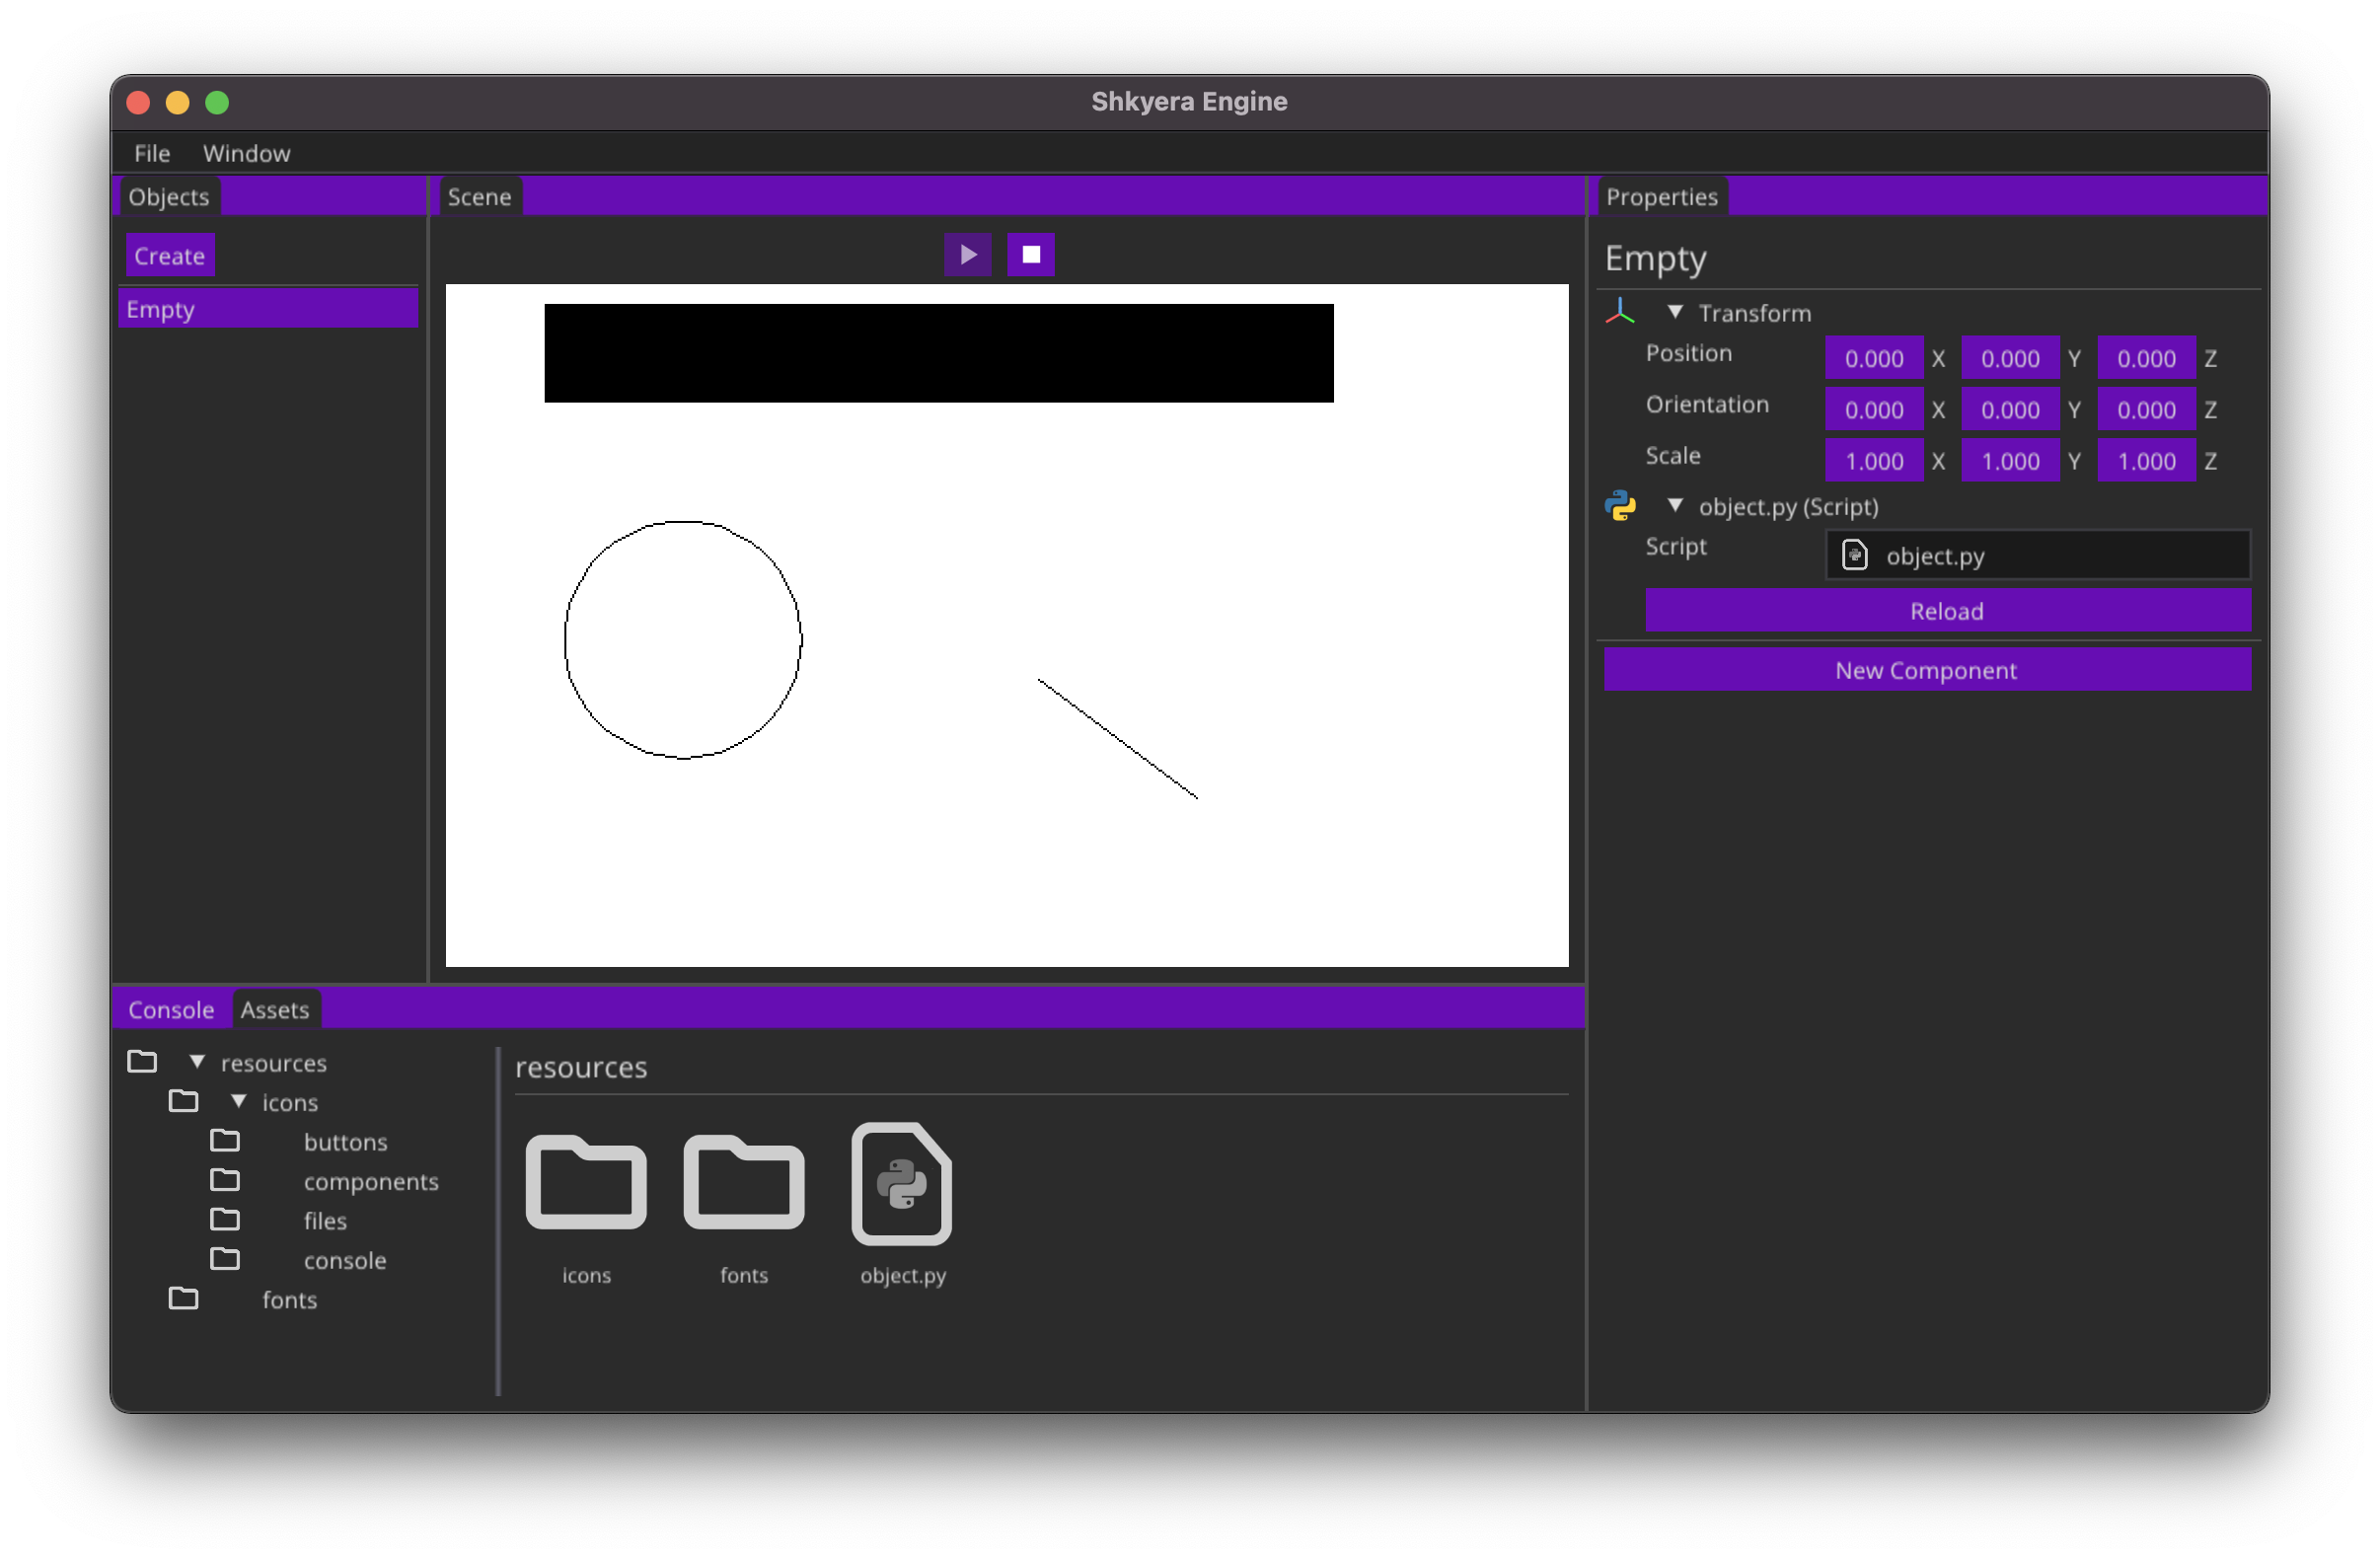 Shkyera Engine
File Window
Objects
Create
Empty
Scene
Properties
Empty
Transform
Position 0.000 X 0.000 Y 0.000 Z
Orientation 0.000 X 0.000 Y 0.000 Z
Scale 1.000 X 1.000 Y 1.000 Z
object.py (Script)
Script object.py
Reload
New Component
Console Assets
resources
icons
buttons
components
files
console
fonts
resources
icons fonts object.py